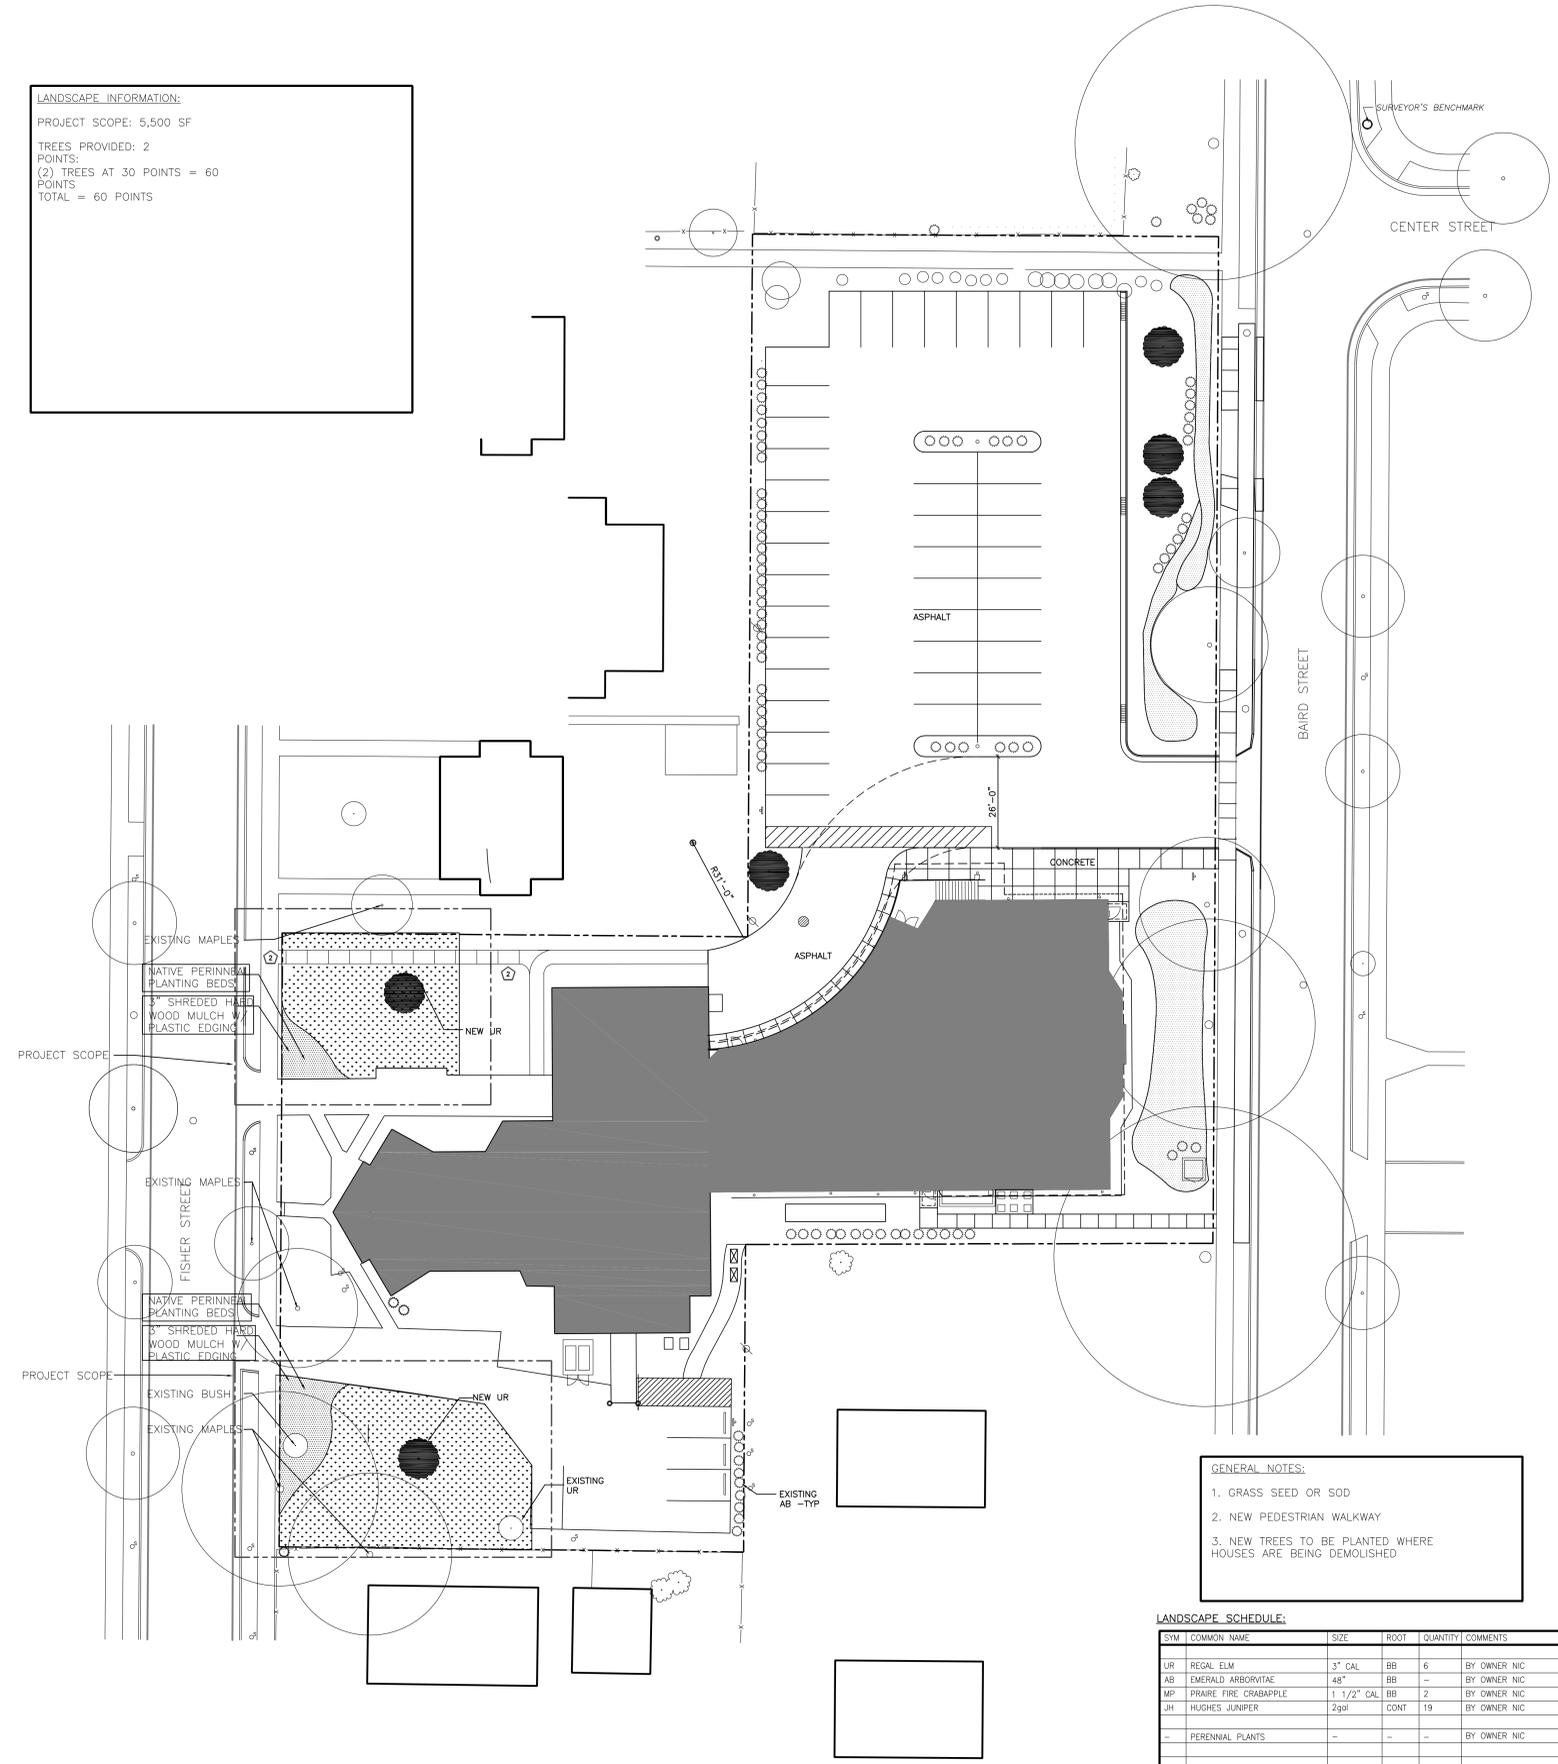 LANDSCAPE INFORMATION:
PROJECT SCOPE: 5,500 SF
TREES PROVIDED: 2
POINTS:
(2) TREES AT 30 POINTS = 60
POINTS
TOTAL = 60 POINTS
SURVEYOR'S BENCHMARK
CENTER STREET
ASPHALT
BAIRD STREET
26'-0"
CONCRETE
R31'-0"
ASPHALT
EXISTING MAPLES
2
2
NATIVE PERINNEAL
PLANTING BEDS
3" SHREDED HARD
WOOD MULCH W/
PLASTIC EDGING
NEW UR
PROJECT SCOPE
EXISTING MAPLES
FISHER STREET
NATIVE PERINNEAL
PLANTING BEDS
3" SHREDED HARD
WOOD MULCH W/
PLASTIC EDGING
PROJECT SCOPE
EXISTING BUSH
NEW UR
EXISTING MAPLES
EXISTING
UR
EXISTING
AB -TYP
GENERAL NOTES:
1. GRASS SEED OR SOD
2. NEW PEDESTRIAN WALKWAY
3. NEW TREES TO BE PLANTED WHERE
HOUSES ARE BEING DEMOLISHED
LANDSCAPE SCHEDULE:
SYM COMMON NAME SIZE ROOT QUANTITY COMMENTS
UR REGAL ELM 3" CAL BB 6 BY OWNER NIC
AB EMERALD ARBORVITAE 48" BB - BY OWNER NIC
MP PRAIRE FIRE CRABAPPLE 1 1/2" CAL BB 2 BY OWNER NIC
JH HUGHES JUNIPER 2gal CONT 19 BY OWNER NIC
- PERENNIAL PLANTS - - - BY OWNER NIC